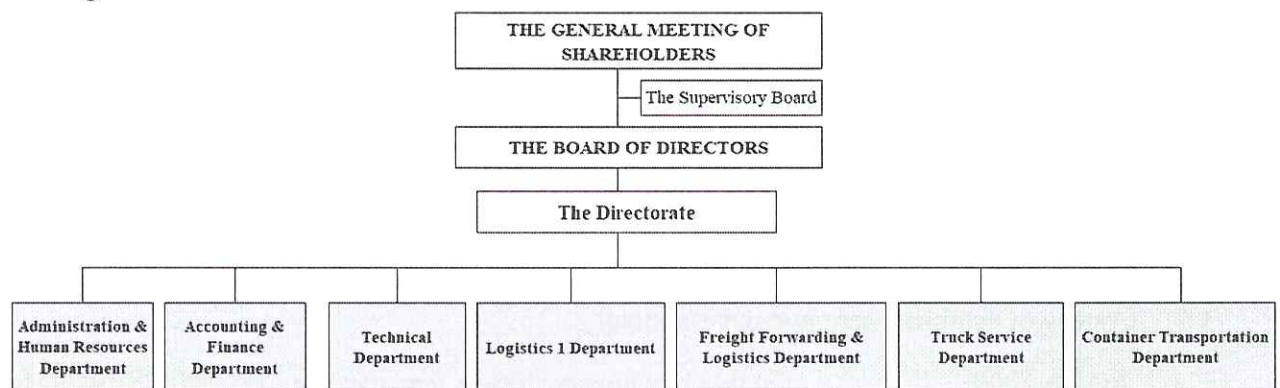 THE GENERAL MEETING OF
SHAREHOLDERS
The Supervisory Board
THE BOARD OF DIRECTORS
The Directorate
Administration &
Human Resources
Department
Accounting &
Finance
Department
Technical
Department
Logistics 1 Department
Freight Forwarding &
Logistics Department
Truck Service
Department
Container Transportation
Department